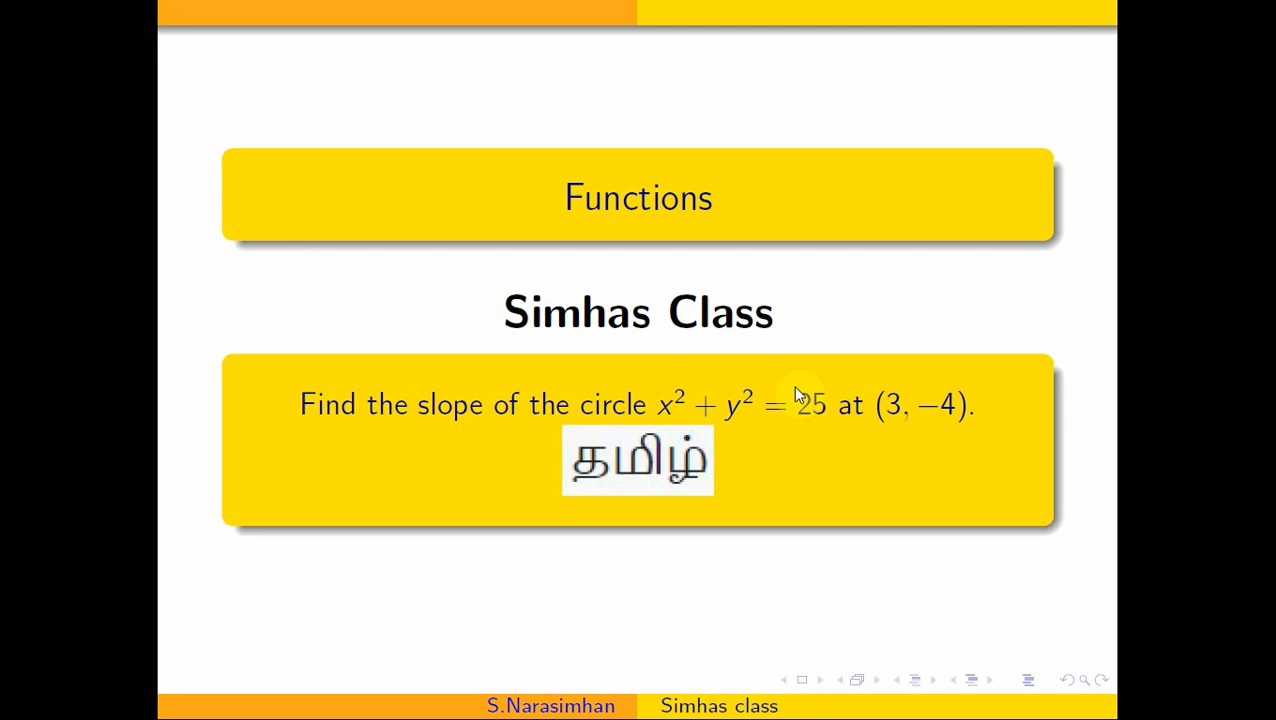 Functions
Simhas Class
Find the slope of the circle x² + y² = 25 at (3, −4).
தமிழ்
S.Narasimhan Simhas class